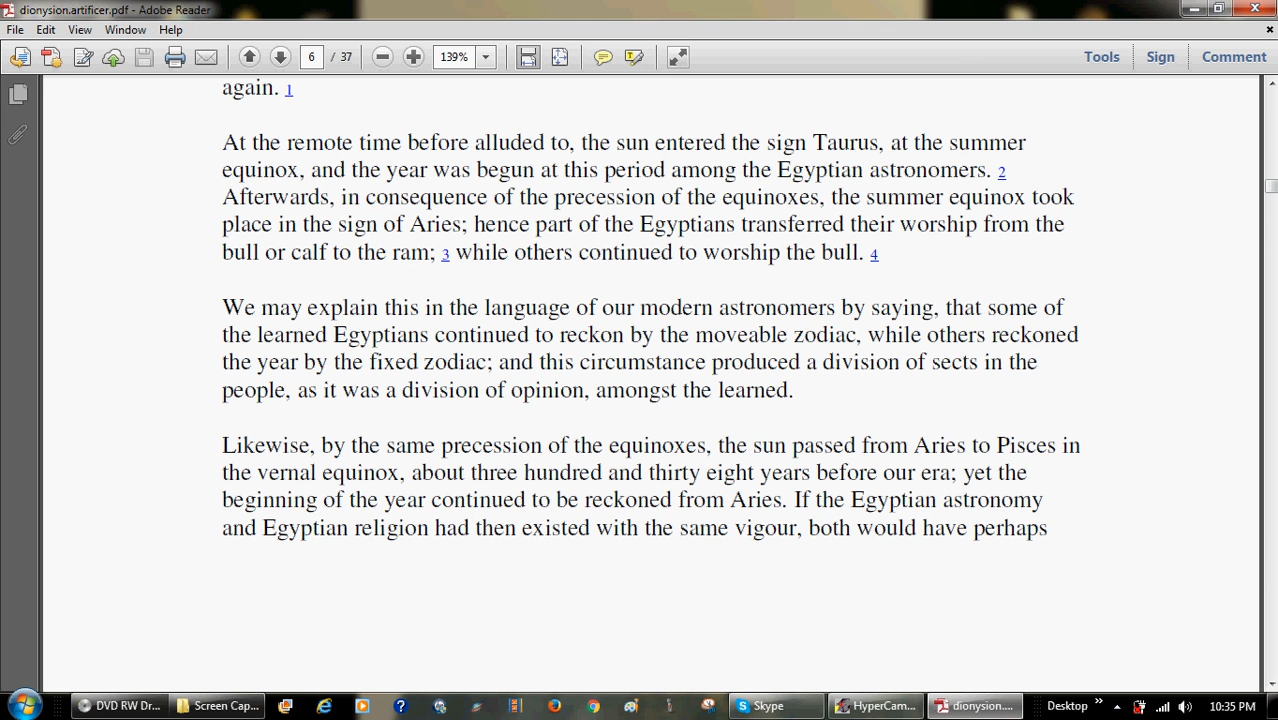 dionysion.artificer.pdf - Adobe Reader
File Edit View Window Help
6 / 37 139% Tools Sign Comment
again. 1
At the remote time before alluded to, the sun entered the sign Taurus, at the summer
equinox, and the year was begun at this period among the Egyptian astronomers. 2
Afterwards, in consequence of the precession of the equinoxes, the summer equinox took
place in the sign of Aries; hence part of the Egyptians transferred their worship from the
bull or calf to the ram; 3 while others continued to worship the bull. 4
We may explain this in the language of our modern astronomers by saying, that some of
the learned Egyptians continued to reckon by the moveable zodiac, while others reckoned
the year by the fixed zodiac; and this circumstance produced a division of sects in the
people, as it was a division of opinion, amongst the learned.
Likewise, by the same precession of the equinoxes, the sun passed from Aries to Pisces in
the vernal equinox, about three hundred and thirty eight years before our era; yet the
beginning of the year continued to be reckoned from Aries. If the Egyptian astronomy
and Egyptian religion had then existed with the same vigour, both would have perhaps
DVD RW Dr... Screen Cap... Skype HyperCam... dionysion.... Desktop 10:35 PM